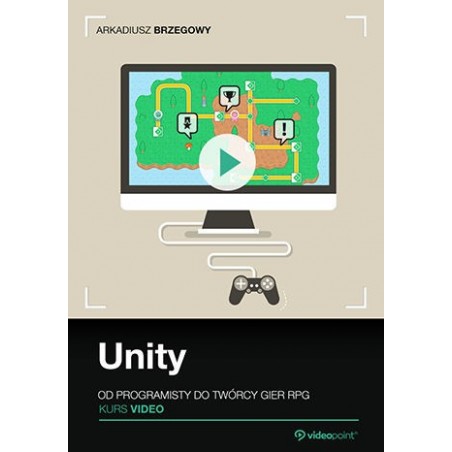 ARKADIUSZ BRZEGOWY
Unity
OD PROGRAMISTY DO TWÓRCY GIER RPG
KURS VIDEO
videopoint®